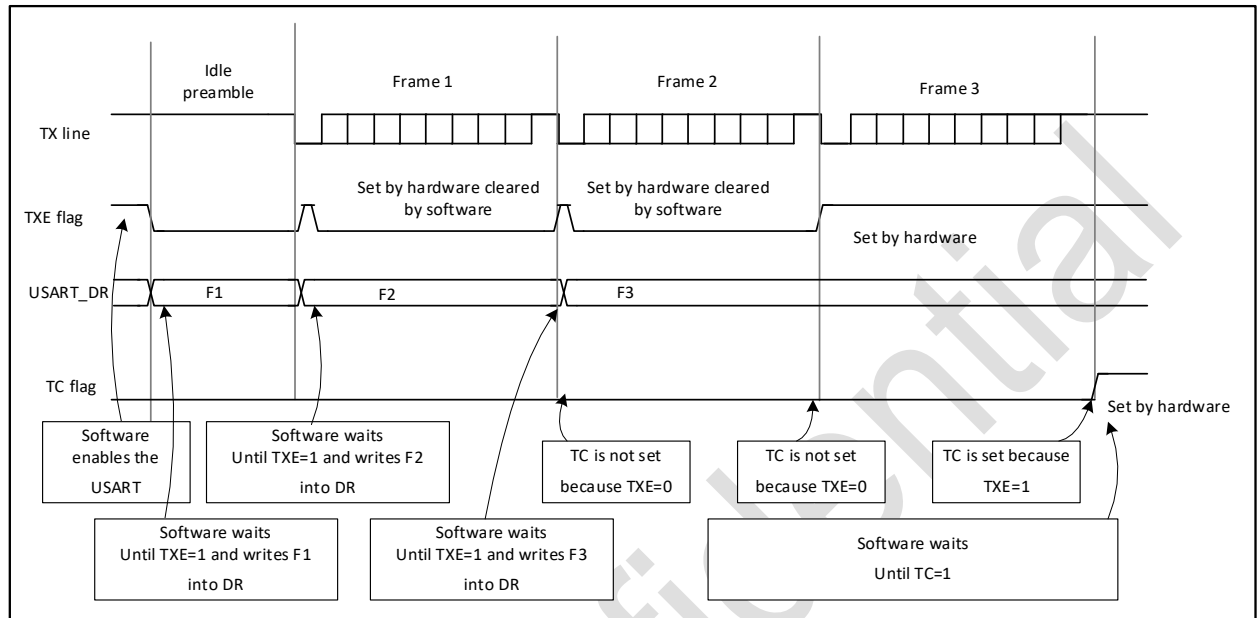 Idle
preamble
Frame 1
Frame 2
Frame 3
TX line
Set by hardware cleared
by software
Set by hardware cleared
by software
TXE flag
Set by hardware
USART_DR
F1
F2
F3
TC flag
Set by hardware
Software
enables the
USART
Software waits
Until TXE=1 and writes F2
into DR
TC is not set
because TXE=0
TC is not set
because TXE=0
TC is set because
TXE=1
Software waits
Until TXE=1 and writes F1
into DR
Software waits
Until TXE=1 and writes F3
into DR
Software waits
Until TC=1
fidential